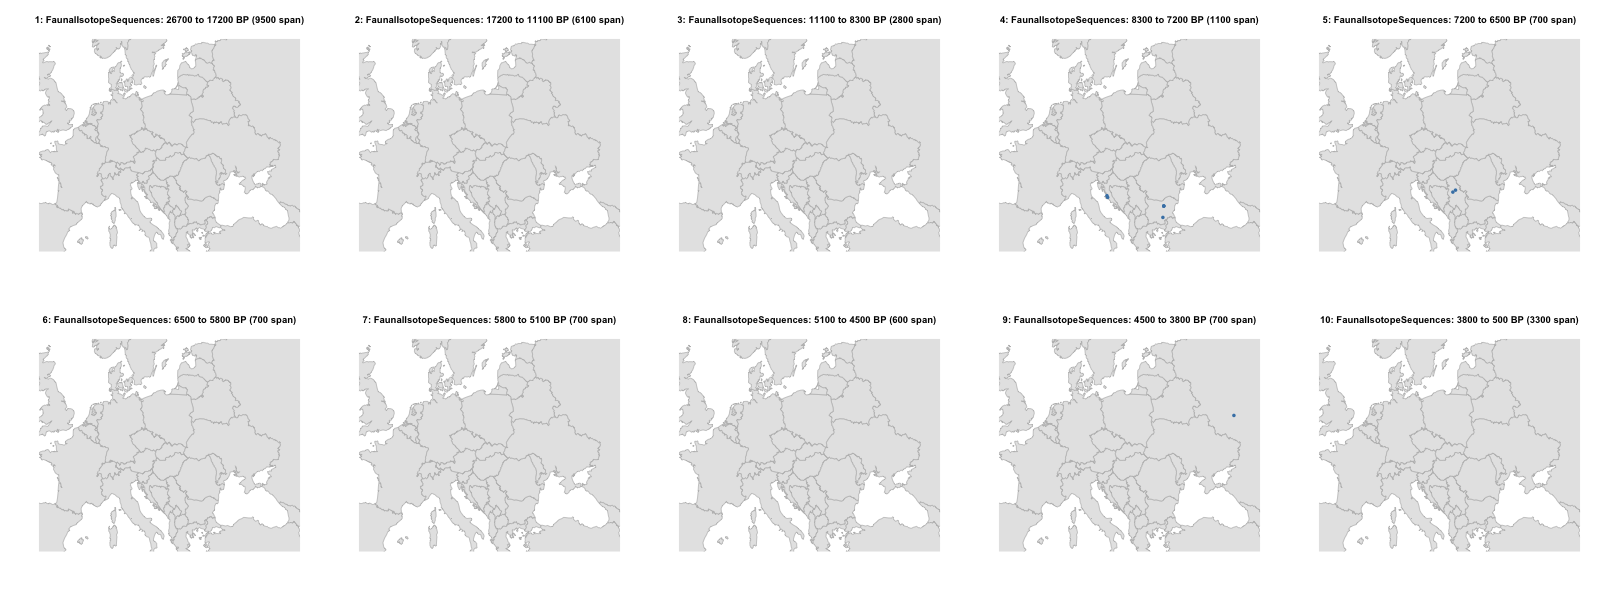 1: FaunalIsotopeSequences: 26700 to 17200 BP (9500 span)
2: FaunalIsotopeSequences: 17200 to 11100 BP (6100 span)
3: FaunalIsotopeSequences: 11100 to 8300 BP (2800 span)
4: FaunalIsotopeSequences: 8300 to 7200 BP (1100 span)
5: FaunalIsotopeSequences: 7200 to 6500 BP (700 span)
6: FaunalIsotopeSequences: 6500 to 5800 BP (700 span)
7: FaunalIsotopeSequences: 5800 to 5100 BP (700 span)
8: FaunalIsotopeSequences: 5100 to 4500 BP (600 span)
9: FaunalIsotopeSequences: 4500 to 3800 BP (700 span)
10: FaunalIsotopeSequences: 3800 to 500 BP (3300 span)